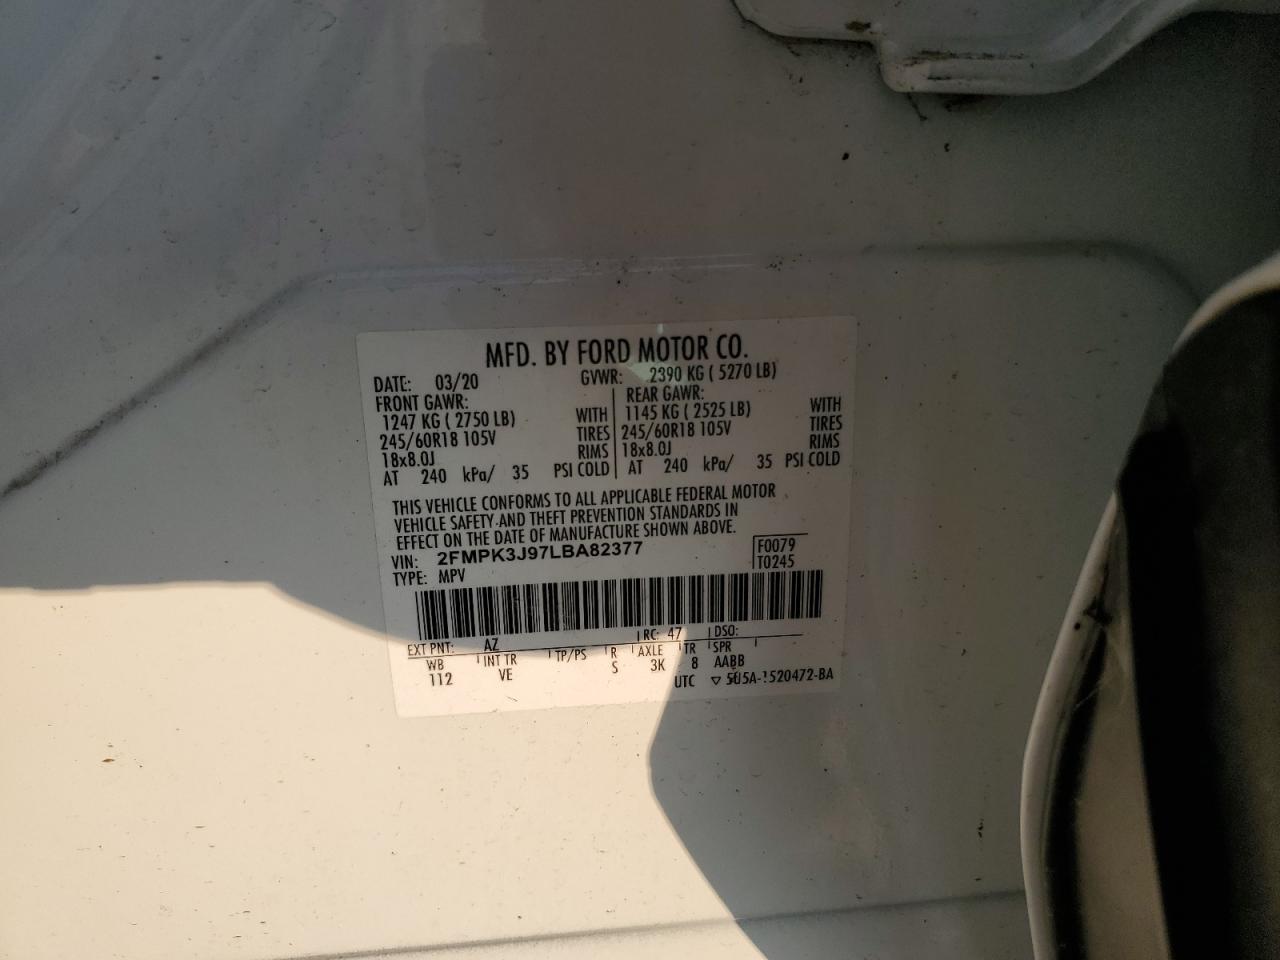 MFD. BY FORD MOTOR CO.
DATE: 03/20 GVWR: 2390 KG ( 5270 LB)
FRONT GAWR: REAR GAWR:
1247 KG ( 2750 LB) WITH 1145 KG ( 2525 LB) WITH
245/60R18 105V TIRES 245/60R18 105V TIRES
18x8.0J RIMS 18x8.0J RIMS
AT 240 kPa/ 35 PSI COLD AT 240 kPa/ 35 PSI COLD
THIS VEHICLE CONFORMS TO ALL APPLICABLE FEDERAL MOTOR
VEHICLE SAFETY AND THEFT PREVENTION STANDARDS IN
EFFECT ON THE DATE OF MANUFACTURE SHOWN ABOVE.
VIN: 2FMPK3J97LBA82377 F0079
TYPE: MPV T0245
EXT PNT: AZ RC: 47 DSO:
WB INT TR TP/PS R AXLE TR SPR
112 VE S 3K 8 AABB
UTC